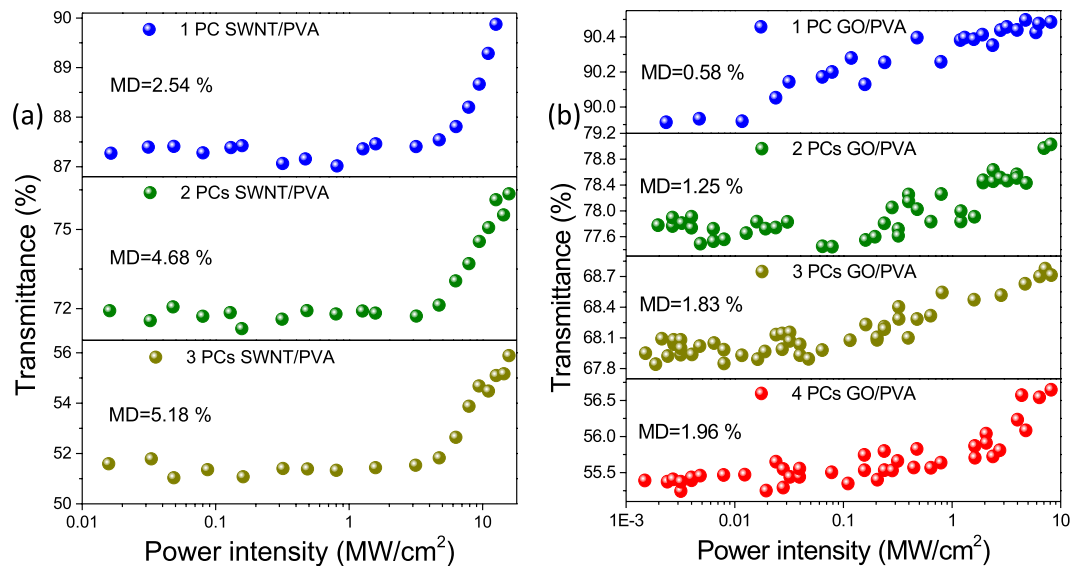 (a)
Transmittance (%)
90
89
88
87
1 PC SWNT/PVA
MD=2.54 %
75
72
2 PCs SWNT/PVA
MD=4.68 %
56
54
52
50
3 PCs SWNT/PVA
MD=5.18 %
0.01
0.1
1
10
Power intensity (MW/cm²)
(b)
Transmittance (%)
90.4
90.2
90.0
1 PC GO/PVA
MD=0.58 %
79.2
78.8
78.4
78.0
77.6
2 PCs GO/PVA
MD=1.25 %
68.7
68.4
68.1
67.8
3 PCs GO/PVA
MD=1.83 %
56.5
56.0
55.5
4 PCs GO/PVA
MD=1.96 %
1E-3
0.01
0.1
1
10
Power intensity (MW/cm²)